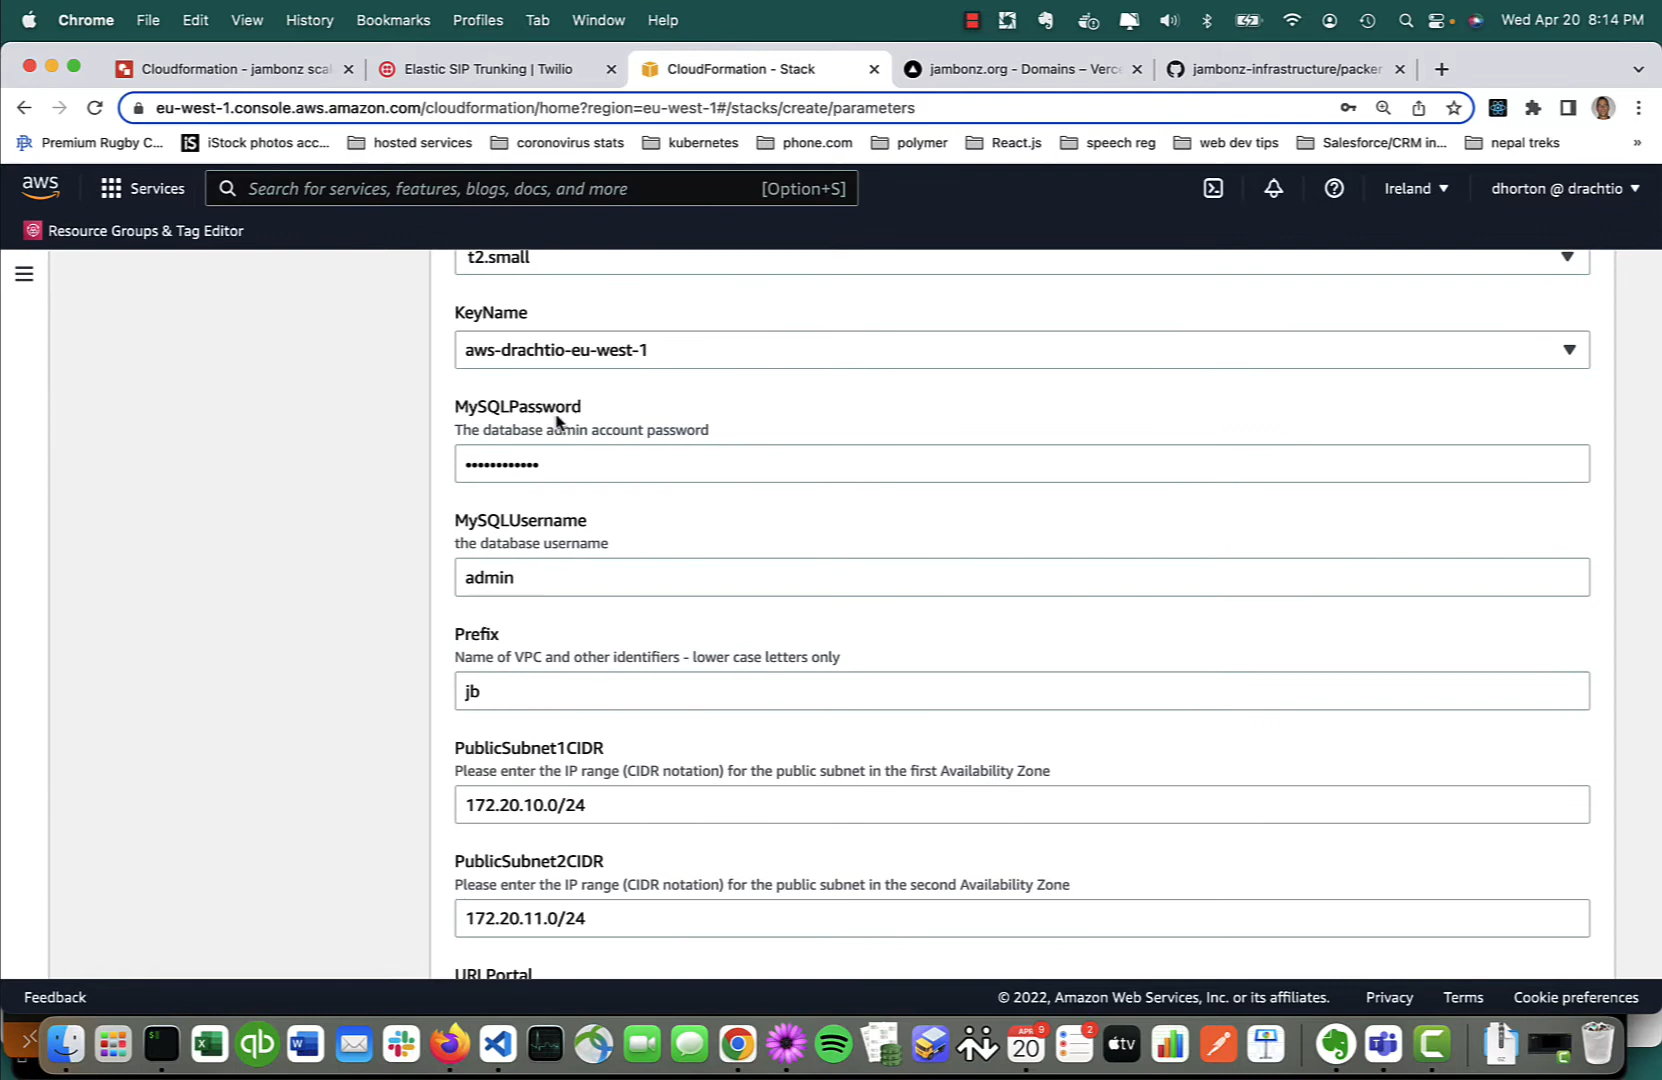 Chrome File Edit View History Bookmarks Profiles Tab Window Help Wed Apr 20 8:14 PM
Cloudformation - jambonz scal Elastic SIP Trunking | Twilio CloudFormation - Stack jambonz.org - Domains – Verce jambonz-infrastructure/packer
eu-west-1.console.aws.amazon.com/cloudformation/home?region=eu-west-1#/stacks/create/parameters
Premium Rugby C... iS iStock photos acc... hosted services coronovirus stats kubernetes phone.com polymer React.js speech reg web dev tips Salesforce/CRM in... nepal treks »
aws Services Search for services, features, blogs, docs, and more [Option+S] Ireland dhorton @ drachtio
Resource Groups & Tag Editor
t2.small
KeyName
aws-drachtio-eu-west-1
MySQLPassword
The database admin account password
••••••••••••
MySQLUsername
the database username
admin
Prefix
Name of VPC and other identifiers - lower case letters only
jb
PublicSubnet1CIDR
Please enter the IP range (CIDR notation) for the public subnet in the first Availability Zone
172.20.10.0/24
PublicSubnet2CIDR
Please enter the IP range (CIDR notation) for the public subnet in the second Availability Zone
172.20.11.0/24
URLPortal
Feedback © 2022, Amazon Web Services, Inc. or its affiliates. Privacy Terms Cookie preferences
qb W APR 9 20 2 tv